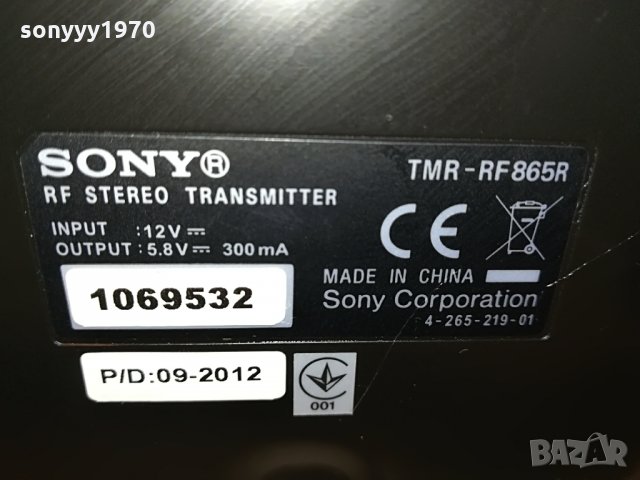 sonyyy1970
SONY®
TMR-RF865R
RF STEREO TRANSMITTER
INPUT :12V⎓
OUTPUT :5.8V⎓ 300mA
CE
1069532
MADE IN CHINA
Sony Corporation
4-265-219-01
P/D:09-2012
001
BAZAR